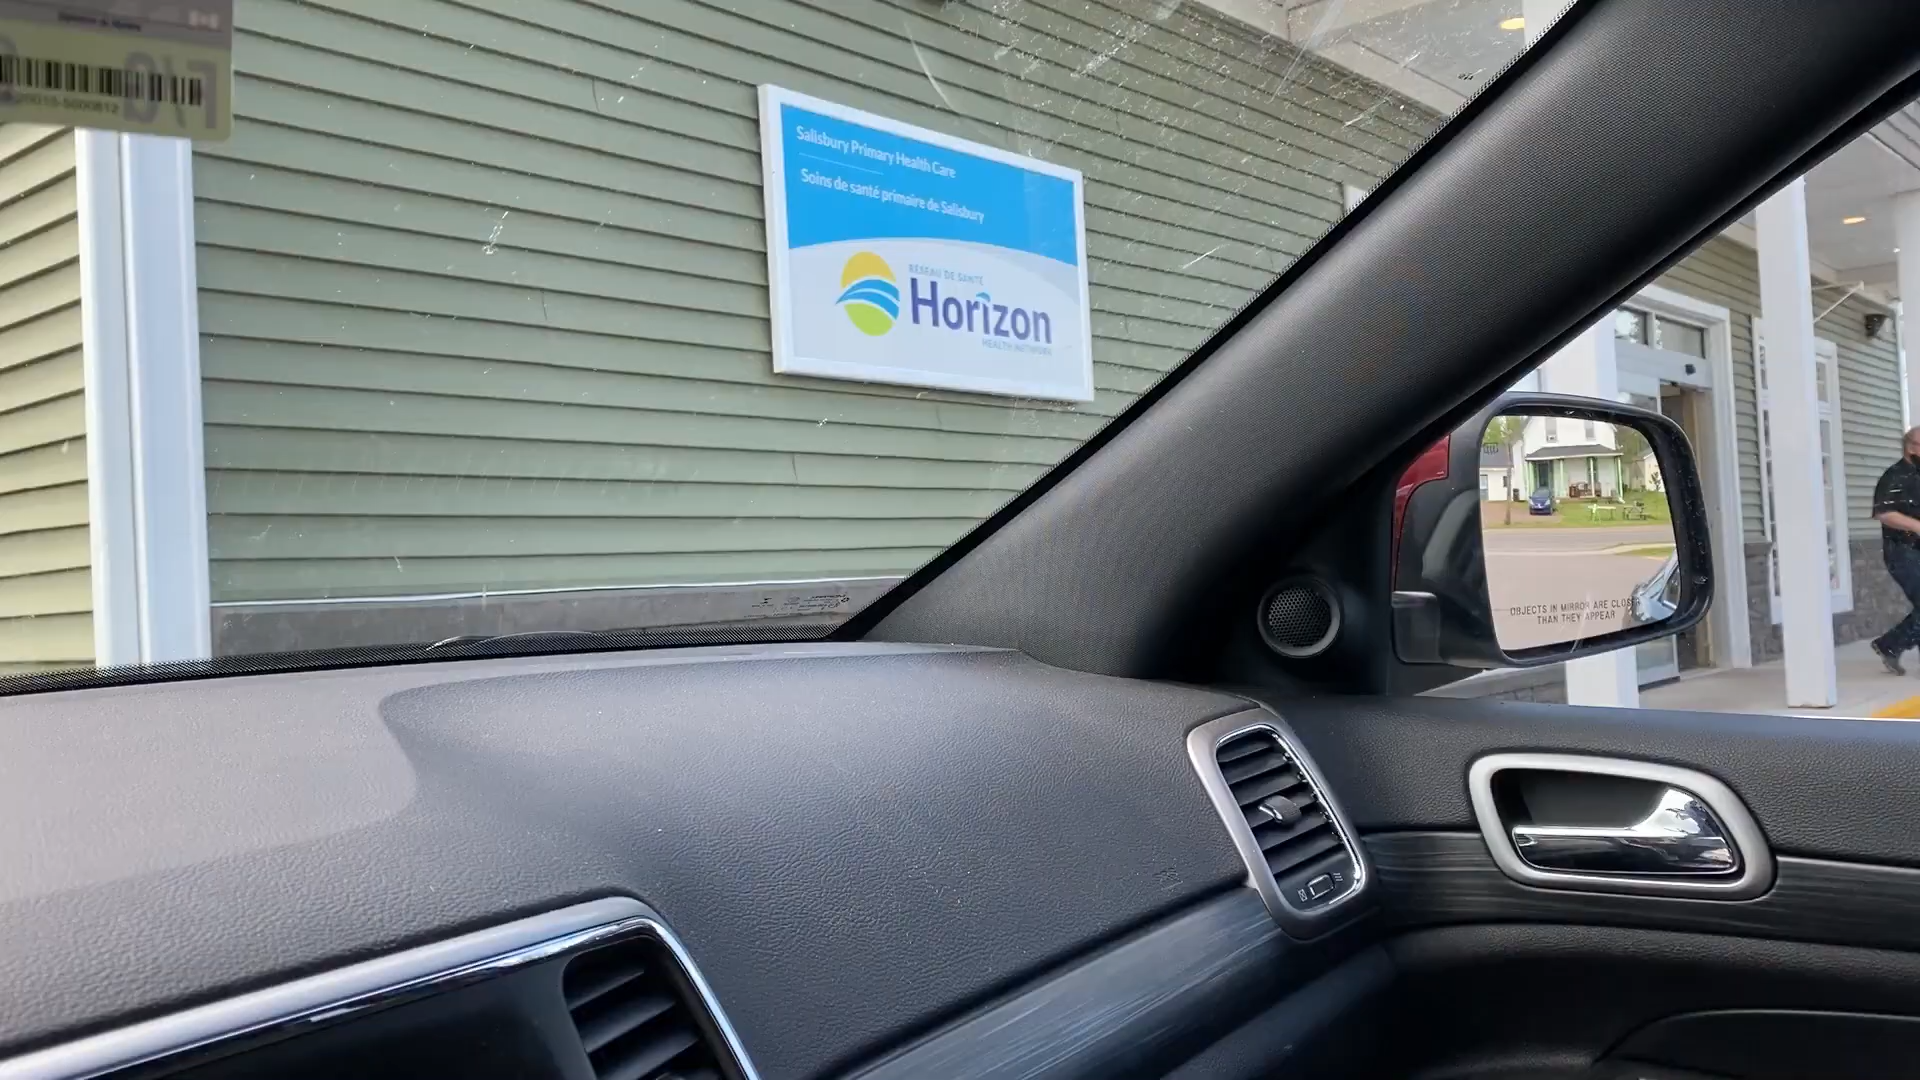 Salisbury Primary Health Care
Soins de santé primaire de Salisbury
RÉSEAU DE SANTÉ
Horizon
HEALTH NETWORK
OBJECTS IN MIRROR ARE CLOSER
THAN THEY APPEAR